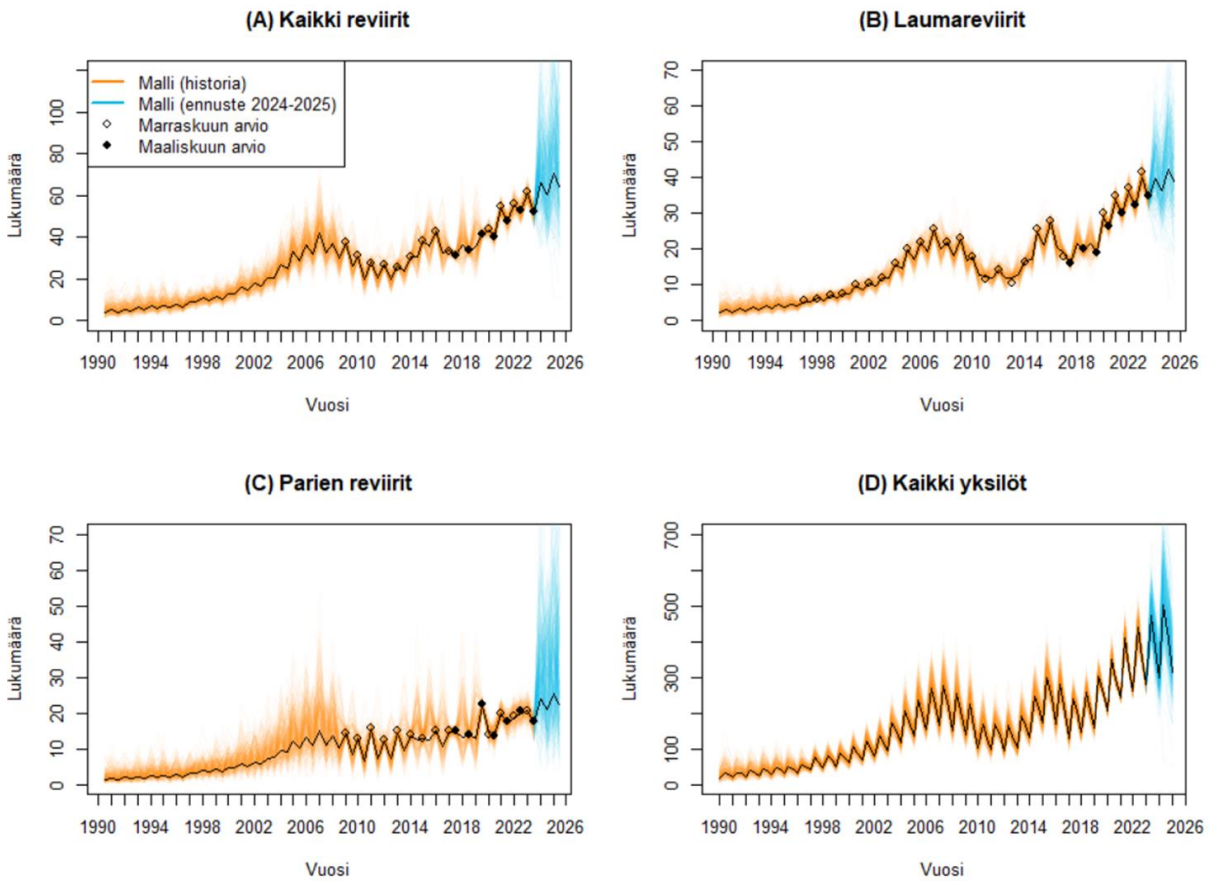 (A) Kaikki reviirit
Malli (historia)
Malli (ennuste 2024-2025)
Marraskuun arvio
Maaliskuun arvio
Lukumäärä
0 20 40 60 80 100
1990 1994 1998 2002 2006 2010 2014 2018 2022 2026
Vuosi
(B) Laumareviirit
Lukumäärä
0 10 20 30 40 50 60 70
1990 1994 1998 2002 2006 2010 2014 2018 2022 2026
Vuosi
(C) Parien reviirit
Lukumäärä
0 10 20 30 40 50 60 70
1990 1994 1998 2002 2006 2010 2014 2018 2022 2026
Vuosi
(D) Kaikki yksilöt
Lukumäärä
0 100 300 500 700
1990 1994 1998 2002 2006 2010 2014 2018 2022 2026
Vuosi